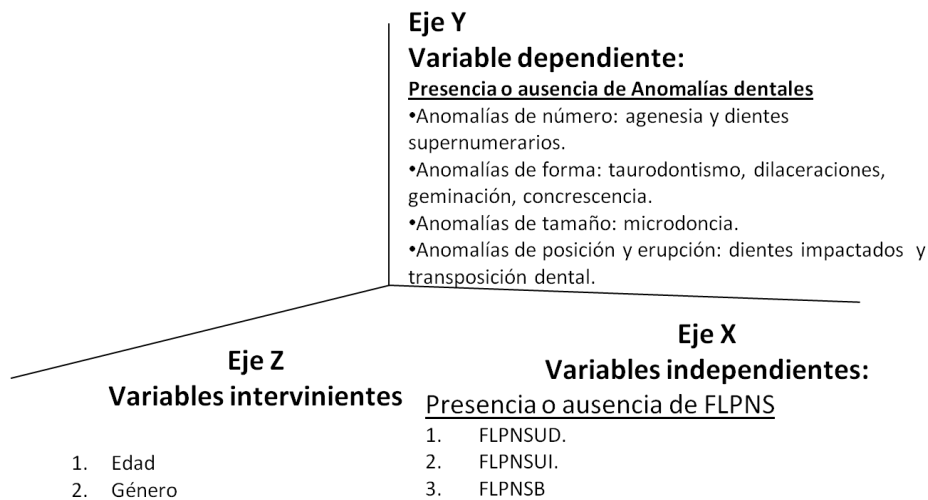 Eje Y
Variable dependiente:
Presencia o ausencia de Anomalías dentales
•Anomalías de número: agenesia y dientes
supernumerarios.
•Anomalías de forma: taurodontismo, dilaceraciones,
geminación, concrescencia.
•Anomalías de tamaño: microdoncia.
•Anomalías de posición y erupción: dientes impactados y
transposición dental.
Eje Z
Variables intervinientes
1. Edad
2. Género
Eje X
Variables independientes:
Presencia o ausencia de FLPNS
1. FLPNSUD.
2. FLPNSUI.
3. FLPNSB